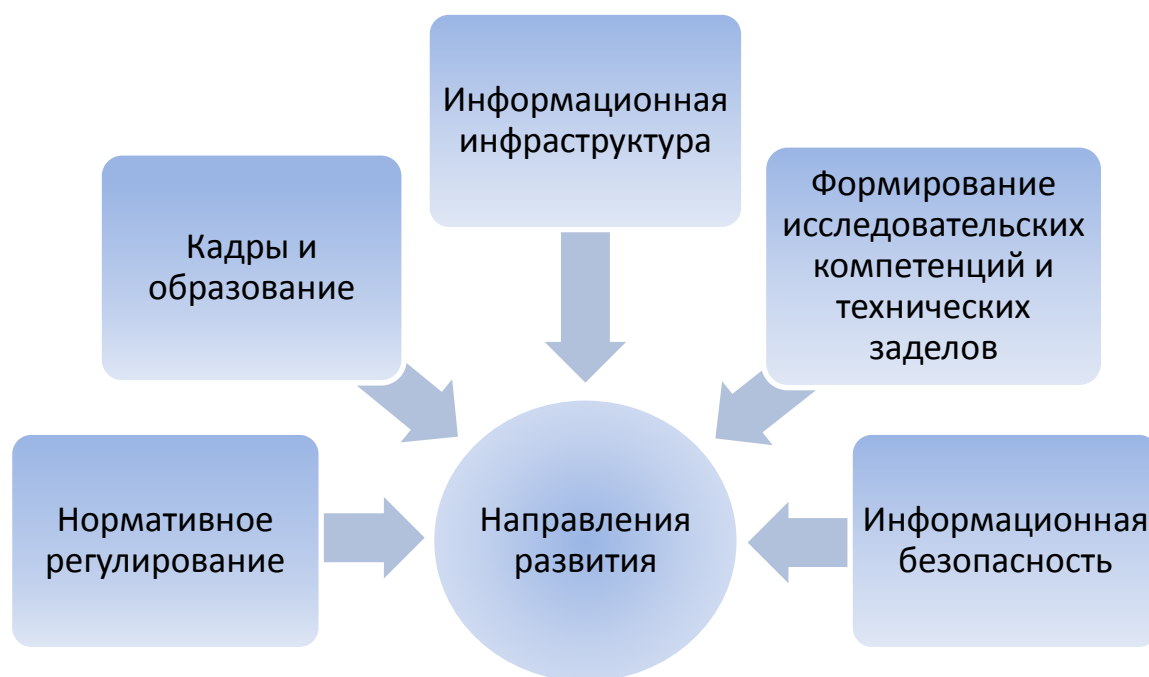 Информационная
инфраструктура
Кадры и
образование
Формирование
исследовательских
компетенций и
технических
заделов
Нормативное
регулирование
Направления
развития
Информационная
безопасность